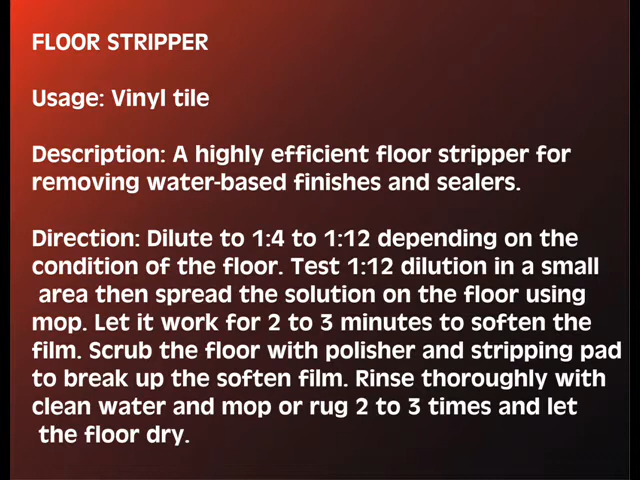 FLOOR STRIPPER
Usage: Vinyl tile
Description: A highly efficient floor stripper for
removing water-based finishes and sealers.
Direction: Dilute to 1:4 to 1:12 depending on the
condition of the floor. Test 1:12 dilution in a small
area then spread the solution on the floor using
mop. Let it work for 2 to 3 minutes to soften the
film. Scrub the floor with polisher and stripping pad
to break up the soften film. Rinse thoroughly with
clean water and mop or rug 2 to 3 times and let
the floor dry.